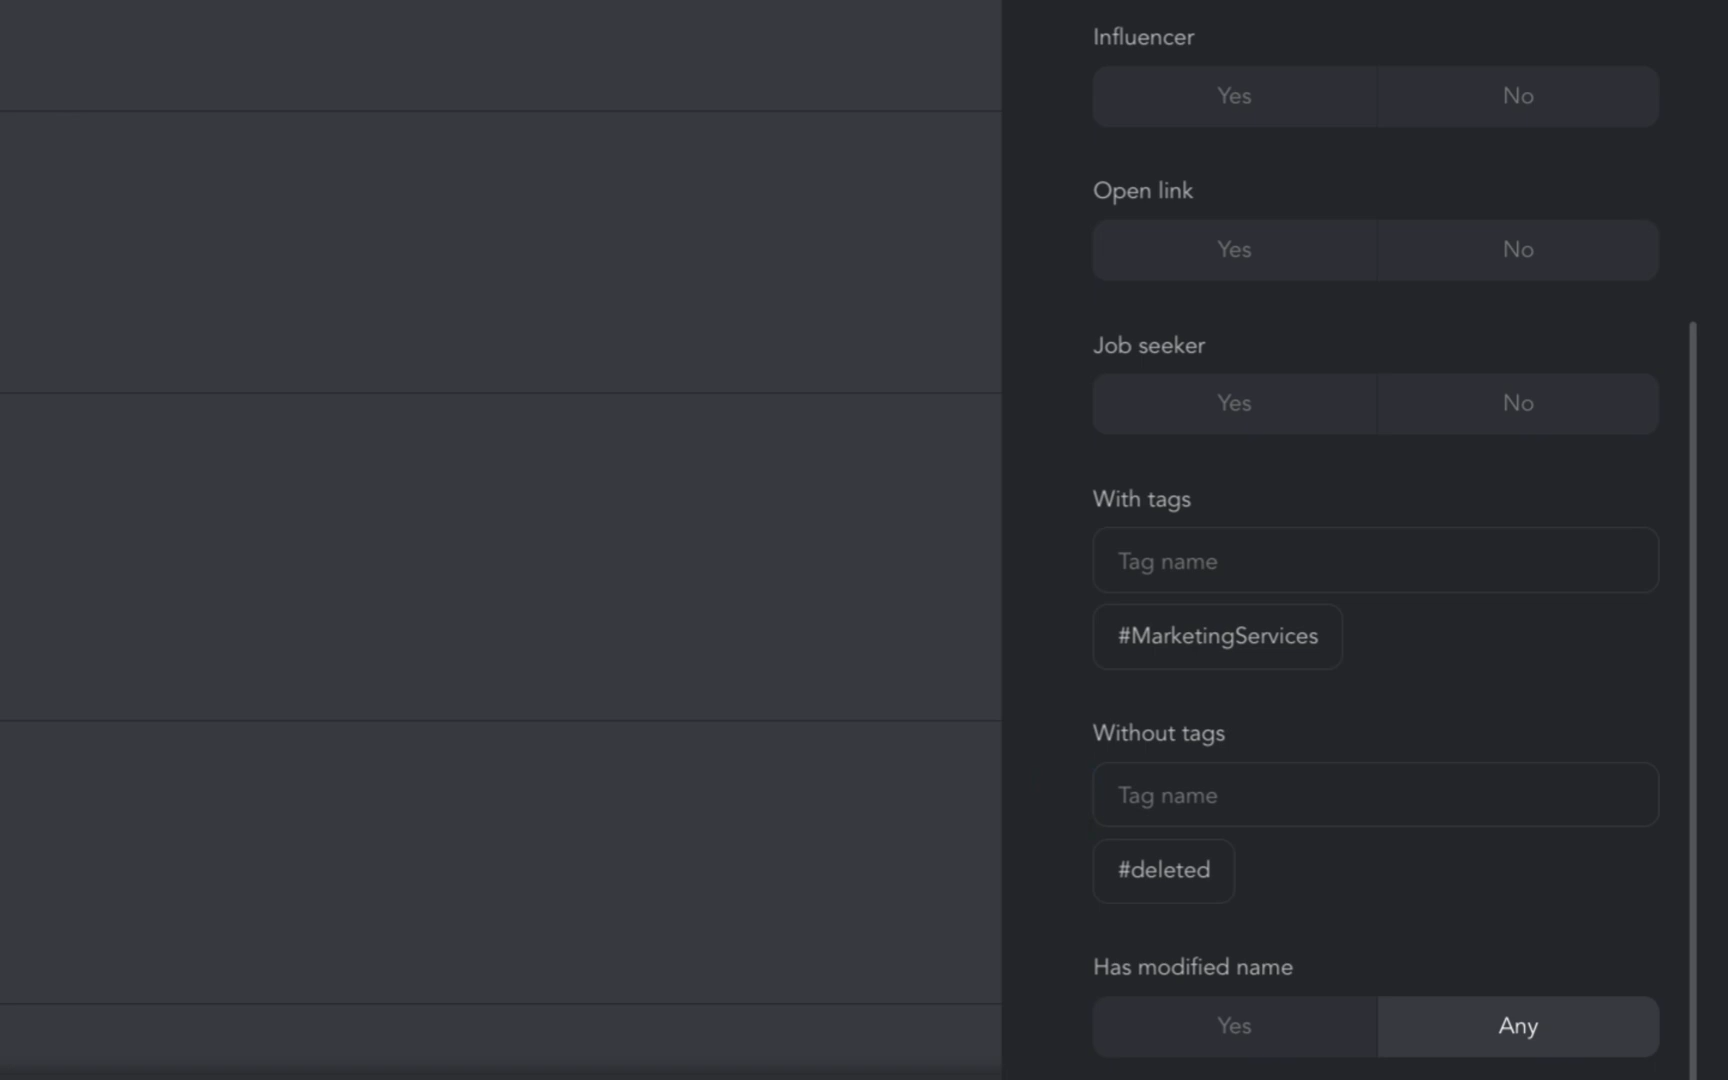 Influencer
Yes No
Open link
Yes No
Job seeker
Yes No
With tags
Tag name
#MarketingServices
Without tags
Tag name
#deleted
Has modified name
Yes Any